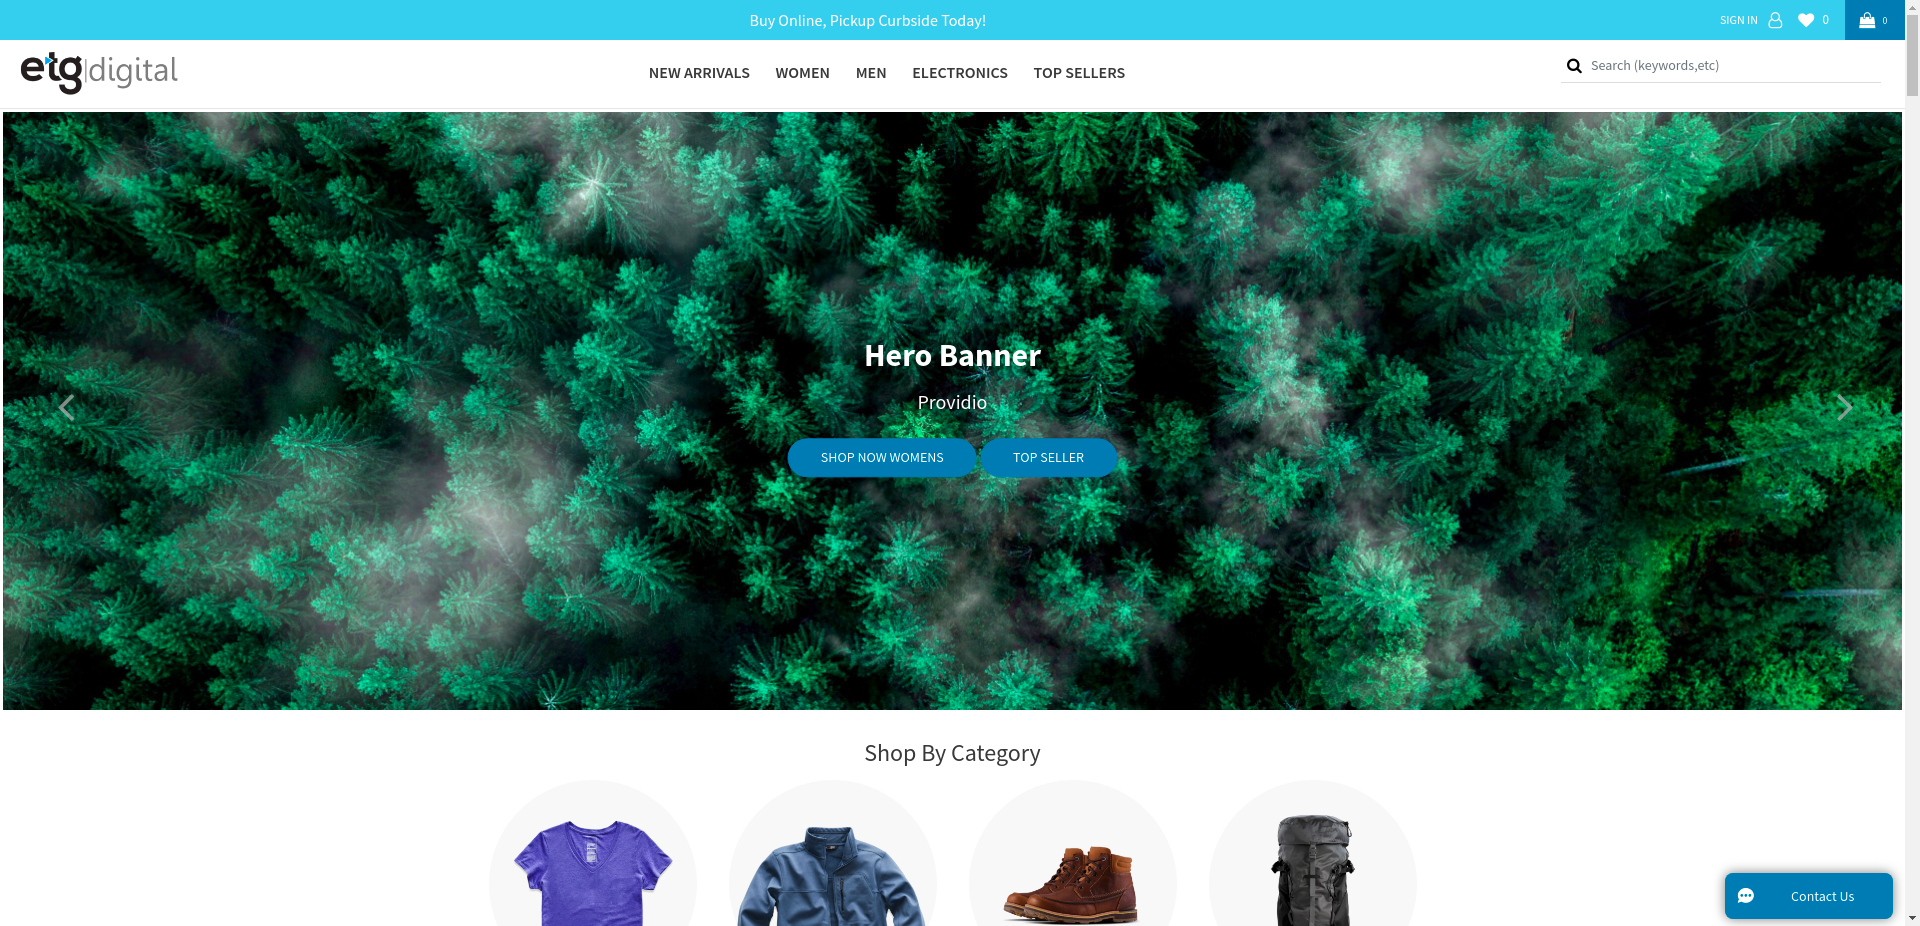 Buy Online, Pickup Curbside Today!
SIGN IN
0
0
etg|digital
NEW ARRIVALS
WOMEN
MEN
ELECTRONICS
TOP SELLERS
Search (keywords,etc)
Hero Banner
Providio
SHOP NOW WOMENS
TOP SELLER
Shop By Category
Contact Us